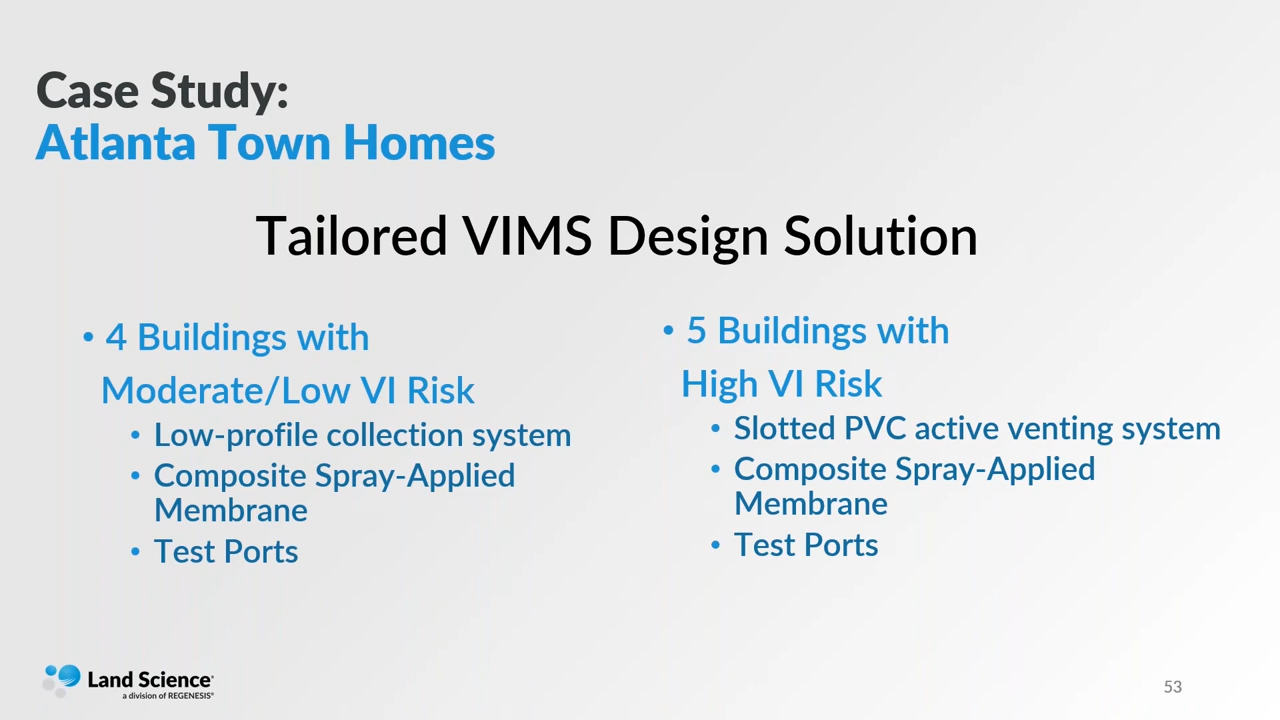 Case Study:
Atlanta Town Homes
Tailored VIMS Design Solution
• 4 Buildings with
Moderate/Low VI Risk
• Low-profile collection system
• Composite Spray-Applied
Membrane
• Test Ports
• 5 Buildings with
High VI Risk
• Slotted PVC active venting system
• Composite Spray-Applied
Membrane
• Test Ports
Land Science®
a division of REGENESIS®
53